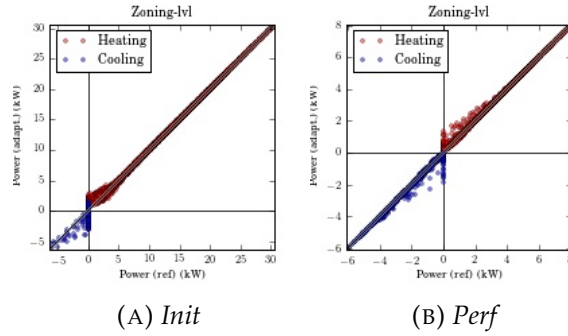 Zoning-lvl
30
25
20
15
10
5
0
−5
Heating
Cooling
Power (adapt.) (kW)
−5 0 5 10 15 20 25 30
Power (ref) (kW)
(A) Init
Zoning-lvl
8
6
4
2
0
−2
−4
−6
Heating
Cooling
Power (adapt.) (kW)
−6 −4 −2 0 2 4 6 8
Power (ref) (kW)
(B) Perf